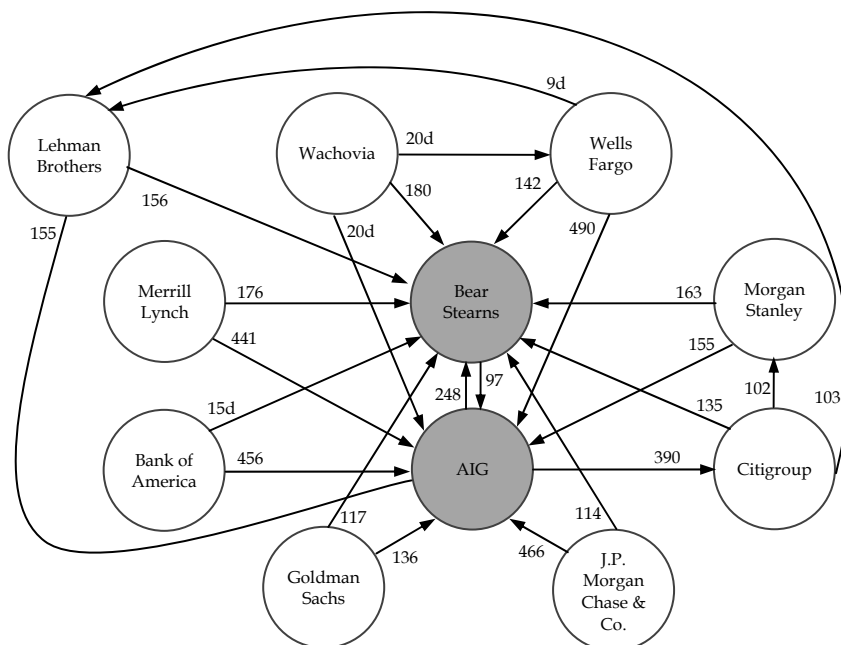 9d
Lehman
Brothers
Wachovia
20d
Wells
Fargo
156
180
142
155
20d
490
Merrill
Lynch
176
Bear
Stearns
163
Morgan
Stanley
441
155
248
97
102
103
15d
135
Bank of
America
456
AIG
390
Citigroup
117
114
136
466
Goldman
Sachs
J.P.
Morgan
Chase &
Co.